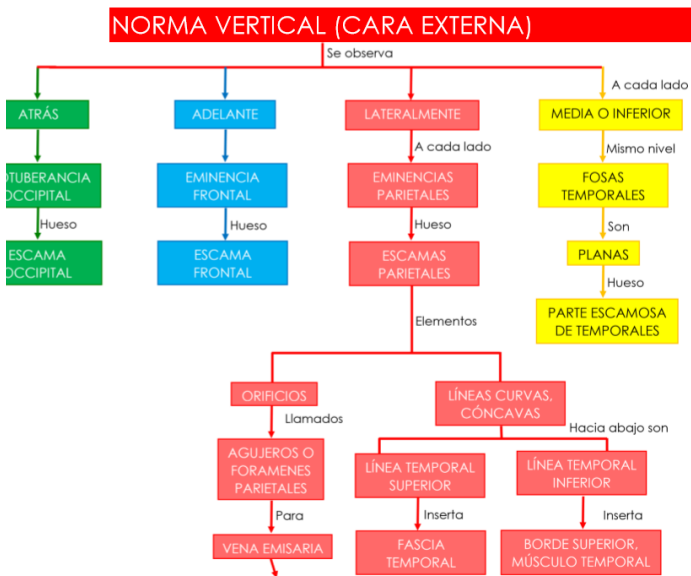 NORMA VERTICAL (CARA EXTERNA)
Se observa
A cada lado
ATRÁS
ADELANTE
LATERALMENTE
MEDIA O INFERIOR
A cada lado
Mismo nivel
OTUBERANCIA
OCCIPITAL
EMINENCIA
FRONTAL
EMINENCIAS
PARIETALES
FOSAS
TEMPORALES
Hueso
Hueso
Hueso
Son
ESCAMA
OCCIPITAL
ESCAMA
FRONTAL
ESCAMAS
PARIETALES
PLANAS
Hueso
PARTE ESCAMOSA
DE TEMPORALES
Elementos
ORIFICIOS
LÍNEAS CURVAS,
CÓNCAVAS
Llamados
Hacia abajo son
AGUJEROS O
FORAMENES
PARIETALES
LÍNEA TEMPORAL
SUPERIOR
LÍNEA TEMPORAL
INFERIOR
Para
Inserta
Inserta
VENA EMISARIA
FASCIA
TEMPORAL
BORDE SUPERIOR,
MÚSCULO TEMPORAL